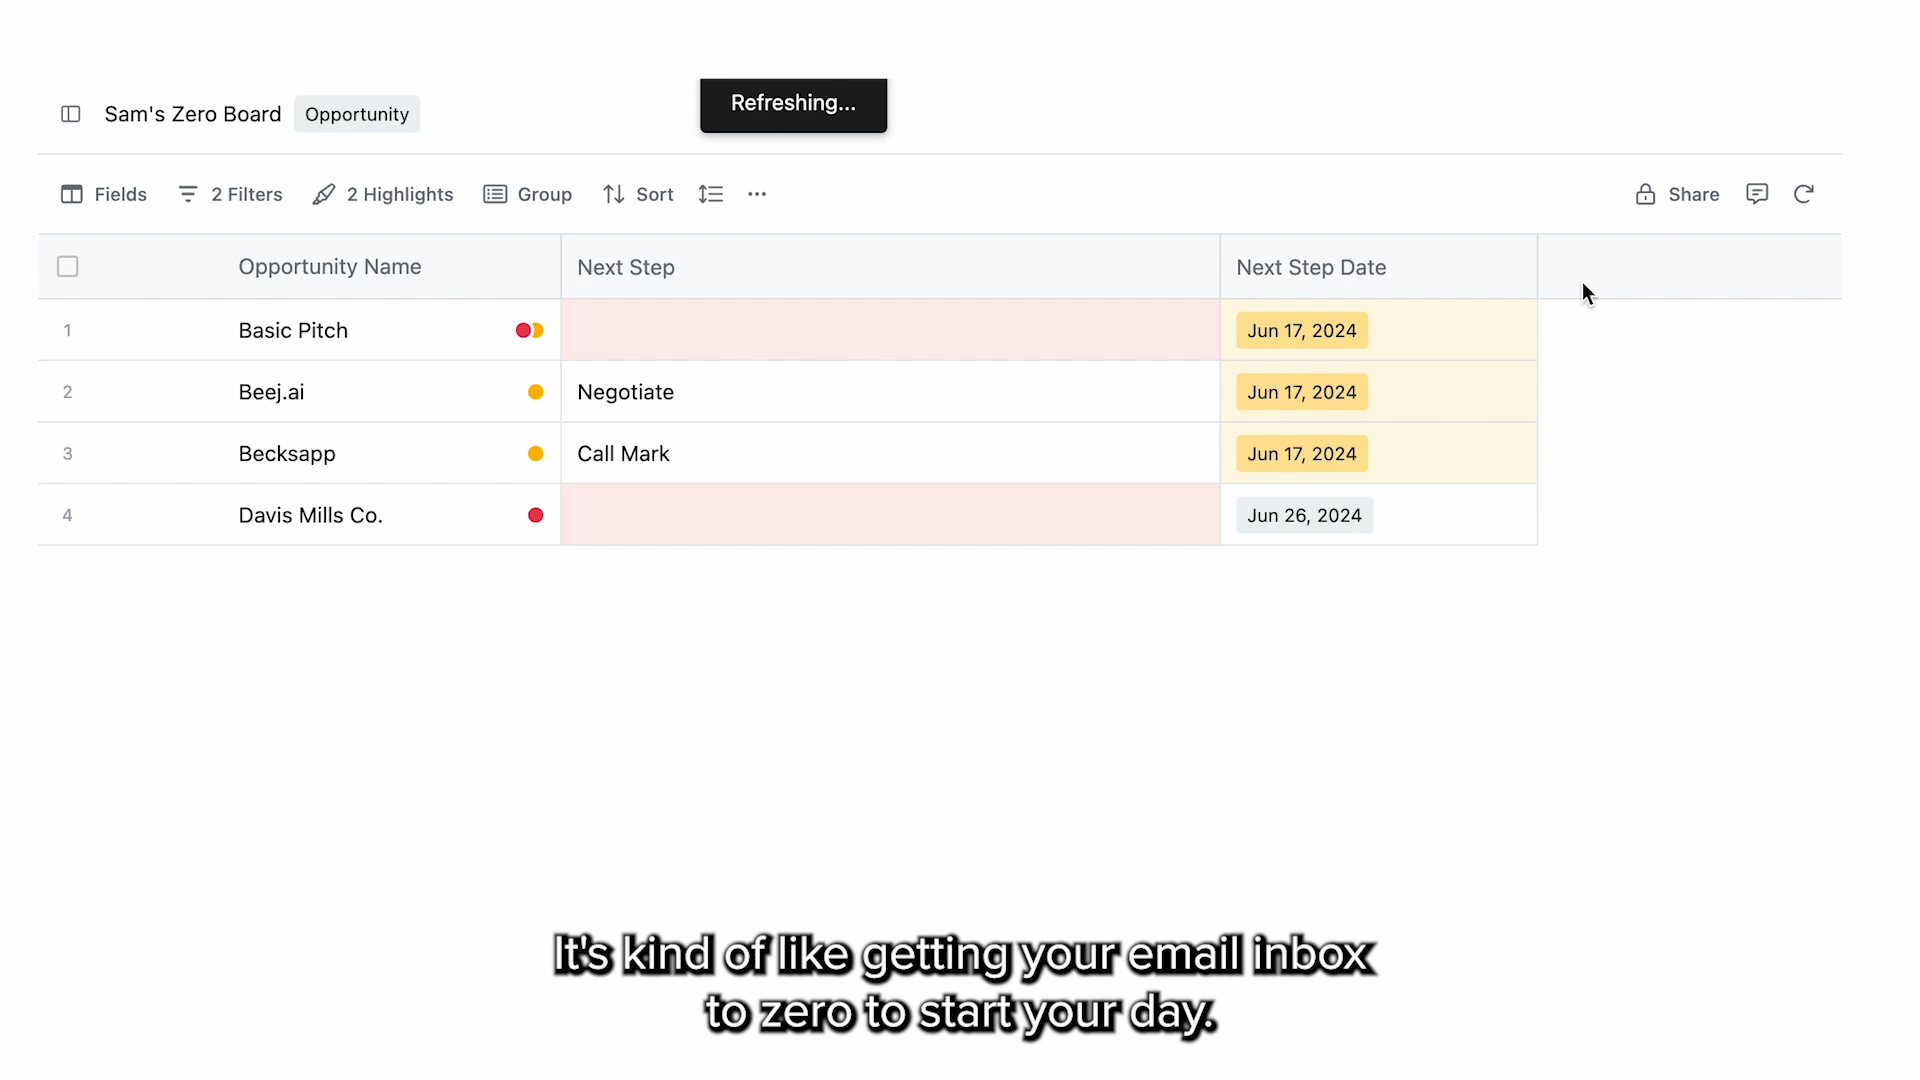 Refreshing...
Sam's Zero Board Opportunity
Fields 2 Filters 2 Highlights Group Sort Share
Opportunity Name Next Step Next Step Date
1 Basic Pitch Jun 17, 2024
2 Beej.ai Negotiate Jun 17, 2024
3 Becksapp Call Mark Jun 17, 2024
4 Davis Mills Co. Jun 26, 2024
It's kind of like getting your email inbox
to zero to start your day.